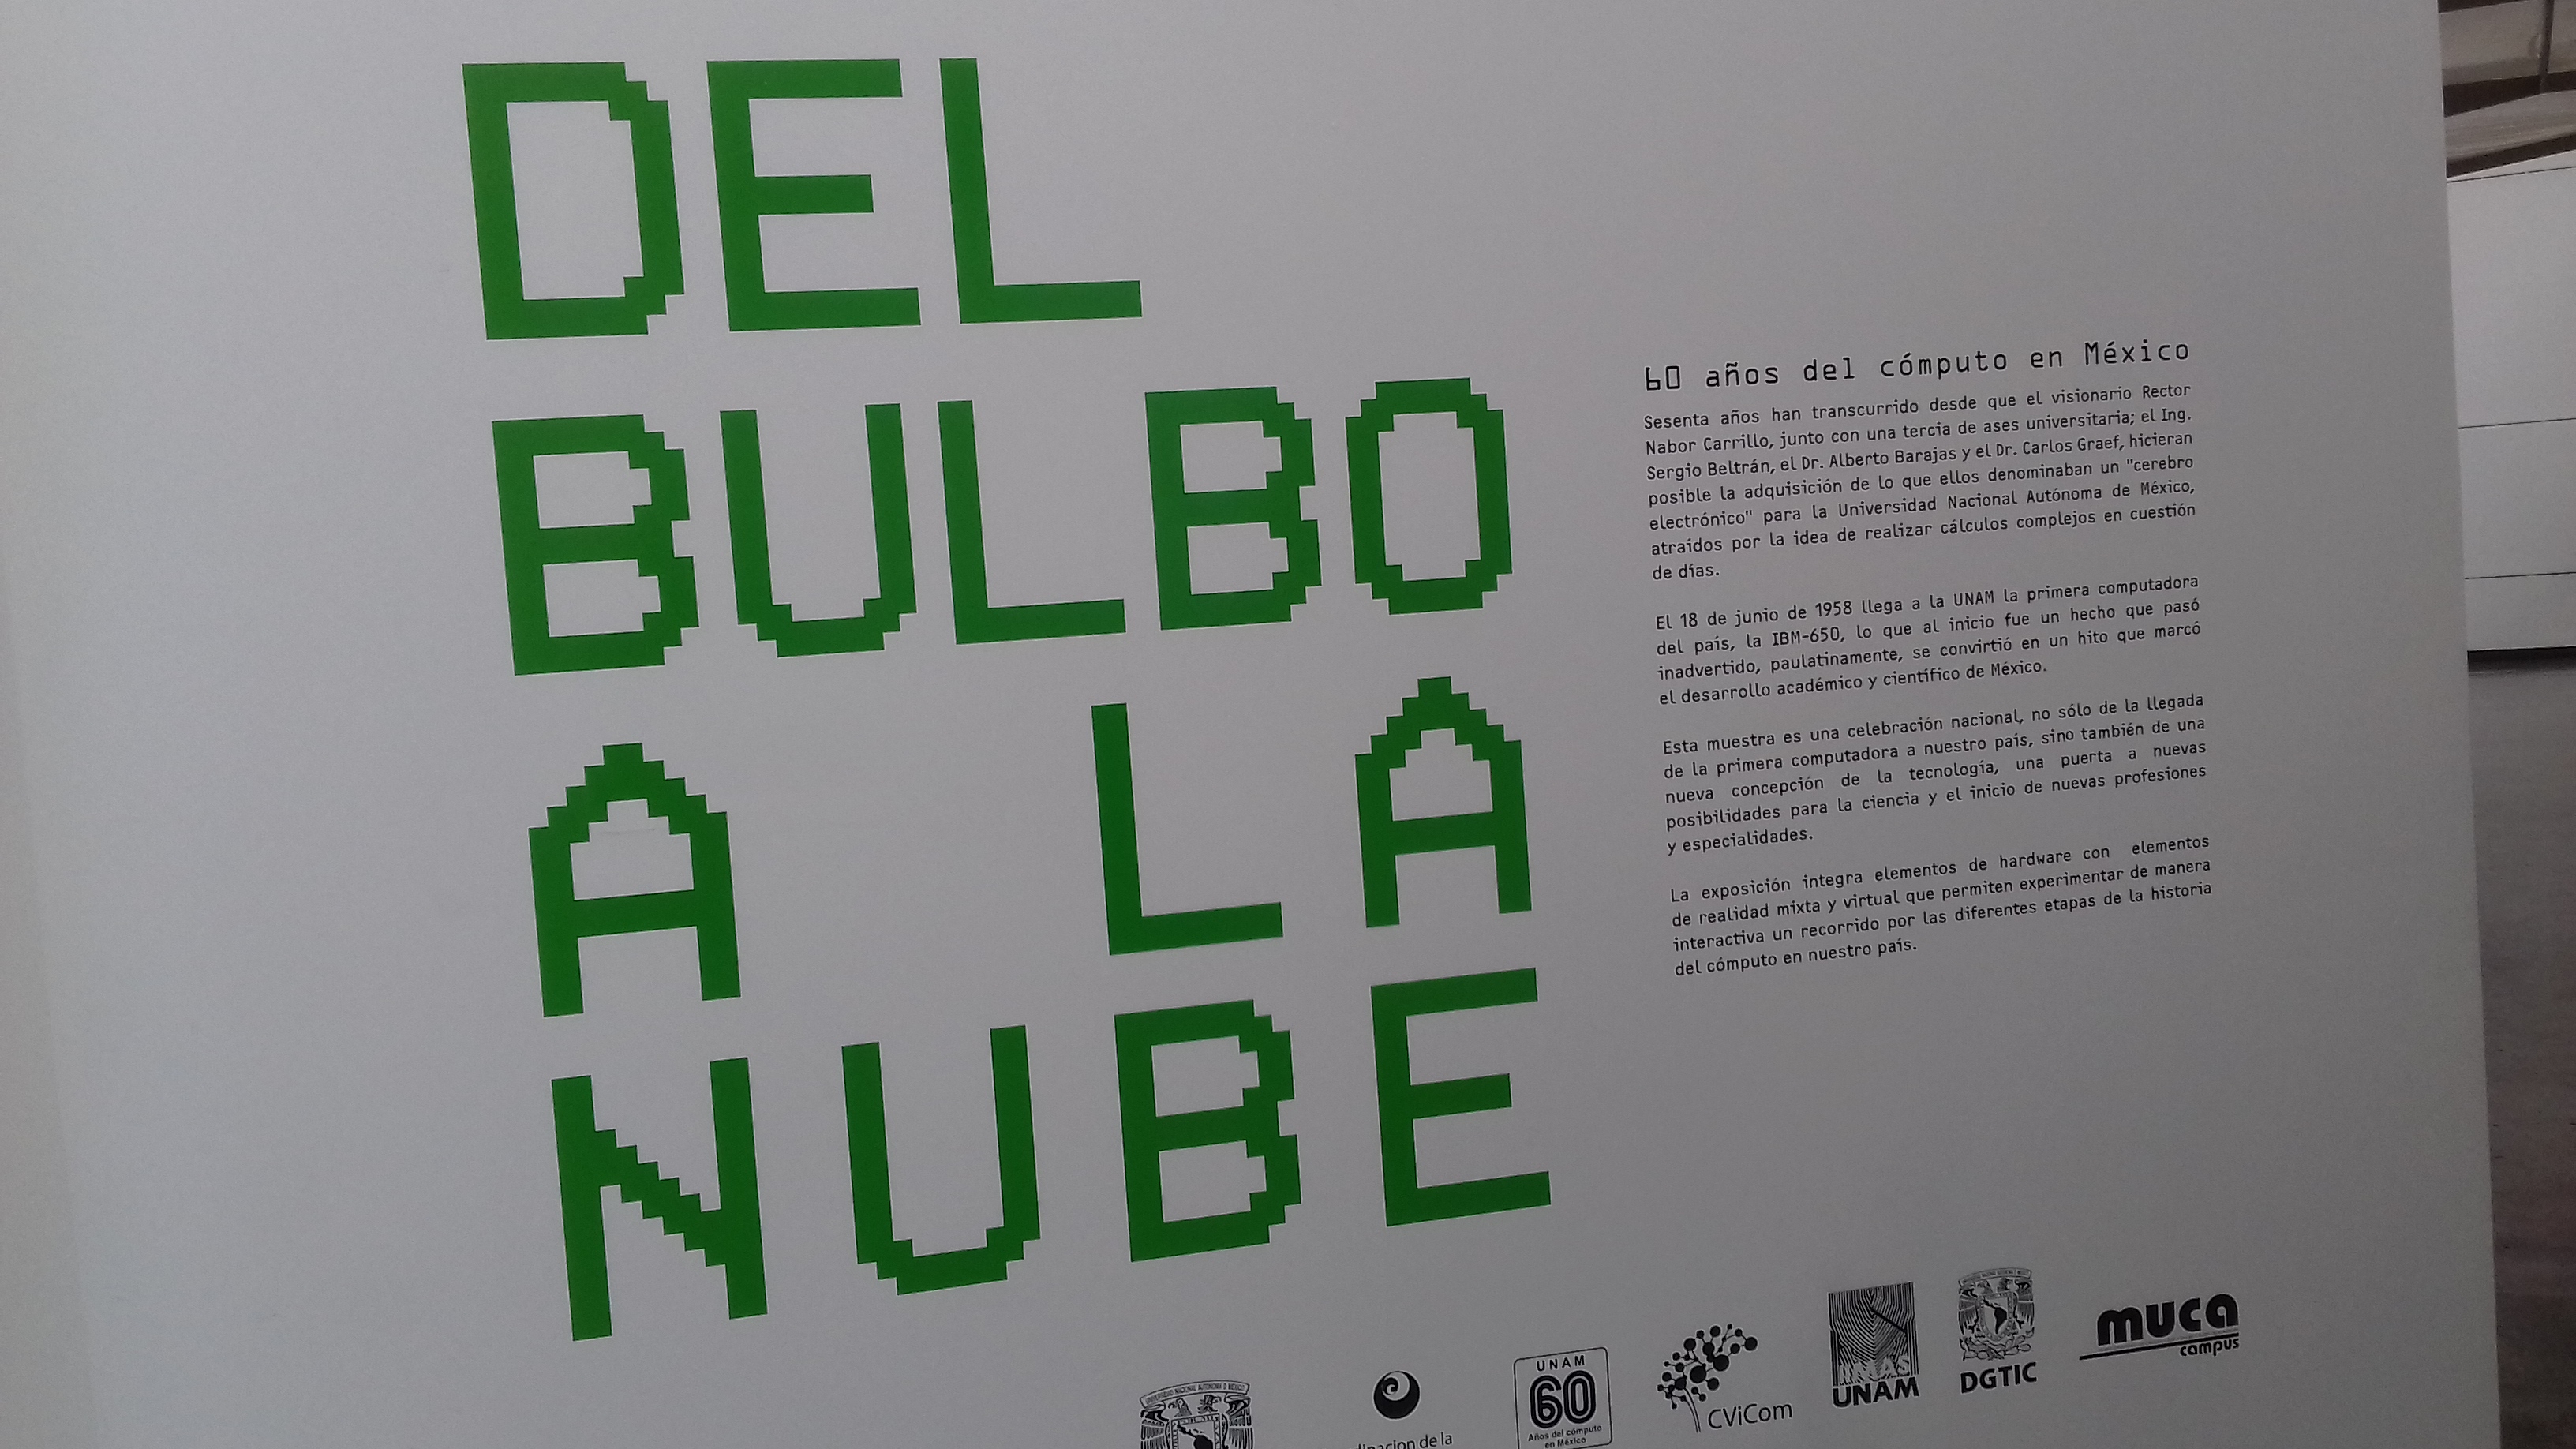 DEL
BULBO
A LA
NUBE
60 años del cómputo en México
Sesenta años han transcurrido desde que el visionario Rector
Nabor Carrillo, junto con una tercia de ases universitaria; el Ing.
Sergio Beltrán, el Dr. Alberto Barajas y el Dr. Carlos Graef, hicieran
posible la adquisición de lo que ellos denominaban un "cerebro
electrónico" para la Universidad Nacional Autónoma de México,
atraídos por la idea de realizar cálculos complejos en cuestión
de días.
El 18 de junio de 1958 llega a la UNAM la primera computadora
del país, la IBM-650, lo que al inicio fue un hecho que pasó
inadvertido, paulatinamente, se convirtió en un hito que marcó
el desarrollo académico y científico de México.
Esta muestra es una celebración nacional, no sólo de la llegada
de la primera computadora a nuestro país, sino también de una
nueva concepción de la tecnología, una puerta a nuevas
posibilidades para la ciencia y el inicio de nuevas profesiones
y especialidades.
La exposición integra elementos de hardware con elementos
de realidad mixta y virtual que permiten experimentar de manera
interactiva un recorrido por las diferentes etapas de la historia
del cómputo en nuestro país.
de la
UNAM
60
Años del cómputo
en México
CViCom
IIMAS
UNAM
DGTIC
muca
campus